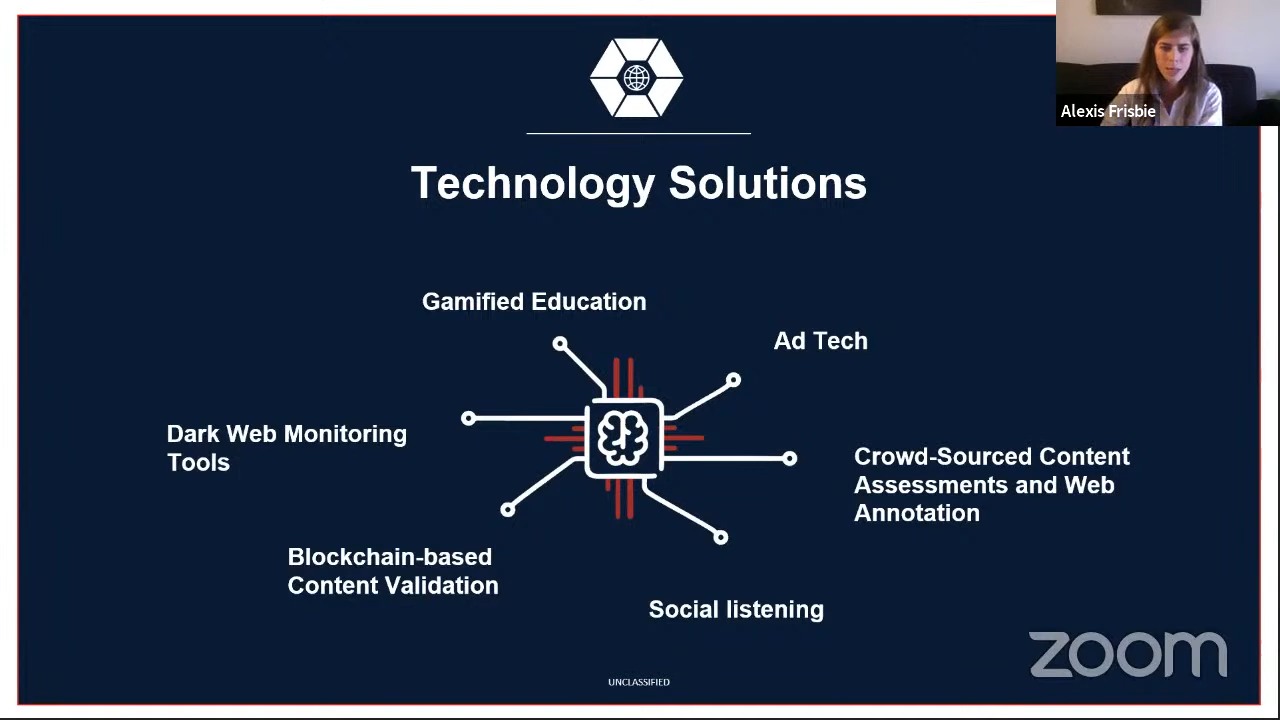 Alexis Frisbie
Technology Solutions
Gamified Education
Ad Tech
Dark Web Monitoring
Tools
Crowd-Sourced Content
Assessments and Web
Annotation
Blockchain-based
Content Validation
Social listening
zoom
UNCLASSIFIED